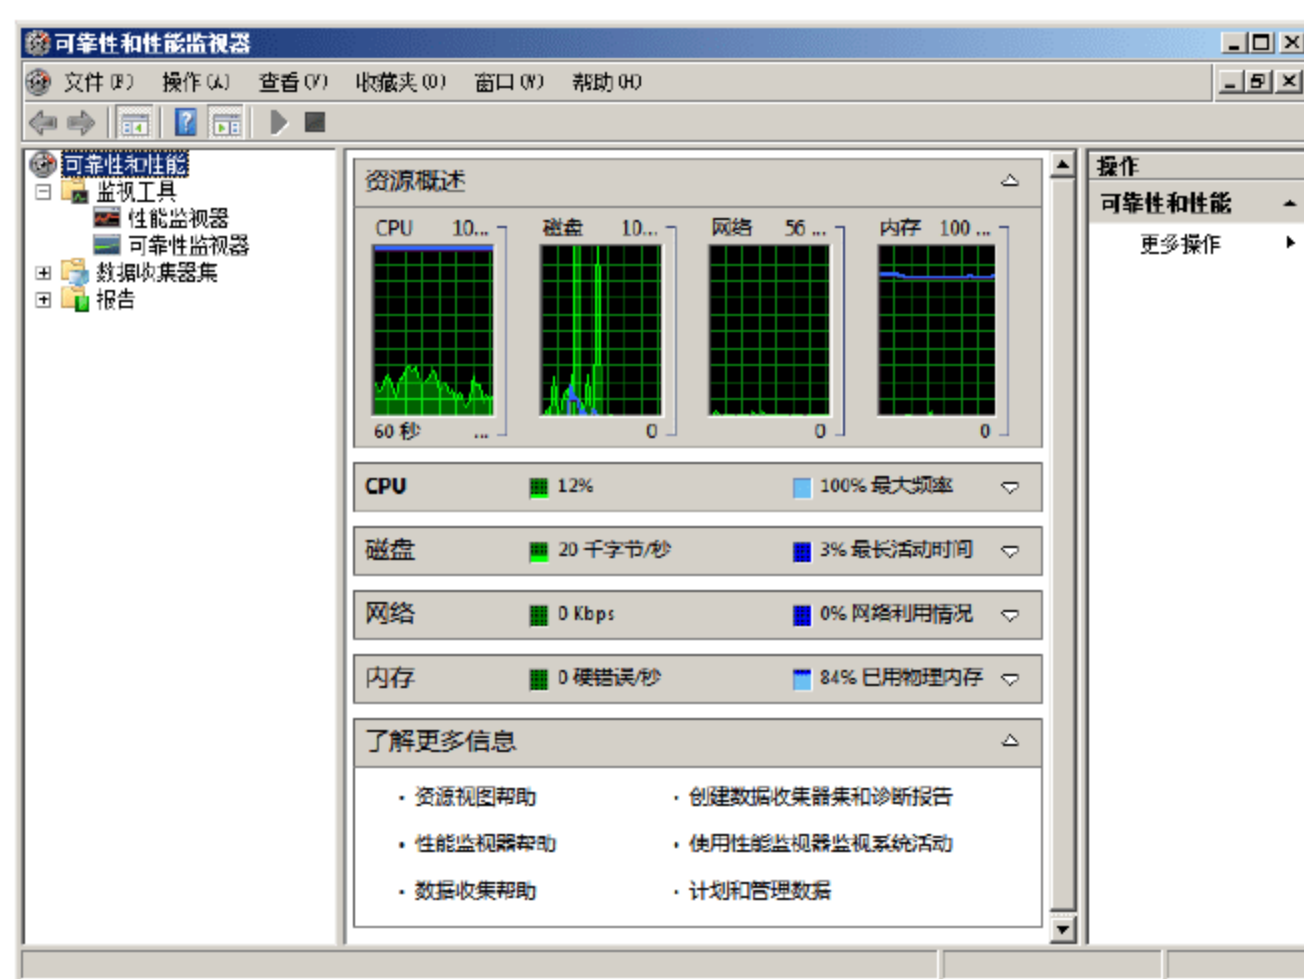 可靠性和性能监视器
文件(F) 操作(A) 查看(V) 收藏夹(O) 窗口(W) 帮助(H)
可靠性和性能
监视工具
性能监视器
可靠性监视器
数据收集器集
报告
资源概述
CPU 10... 磁盘 10... 网络 56 ... 内存 100 ...
60 秒 ... 0 0 0
CPU 12% 100% 最大频率
磁盘 20 千字节/秒 3% 最长活动时间
网络 0 Kbps 0% 网络利用情况
内存 0 硬错误/秒 84% 已用物理内存
了解更多信息
· 资源视图帮助 · 创建数据收集器集和诊断报告
· 性能监视器帮助 · 使用性能监视器监视系统活动
· 数据收集帮助 · 计划和管理数据
操作
可靠性和性能
更多操作